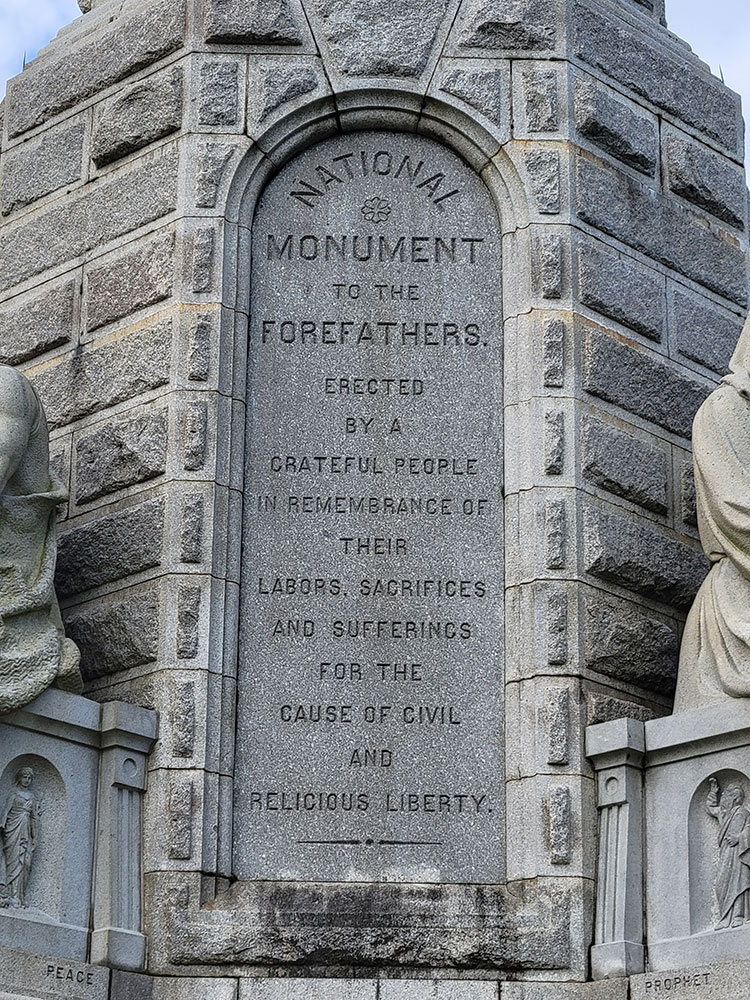 NATIONAL
MONUMENT
TO THE
FOREFATHERS.
ERECTED
BY A
GRATEFUL PEOPLE
IN REMEMBRANCE OF
THEIR
LABORS, SACRIFICES
AND SUFFERINGS
FOR THE
CAUSE OF CIVIL
AND
RELIGIOUS LIBERTY.
PEACE
PROPHET